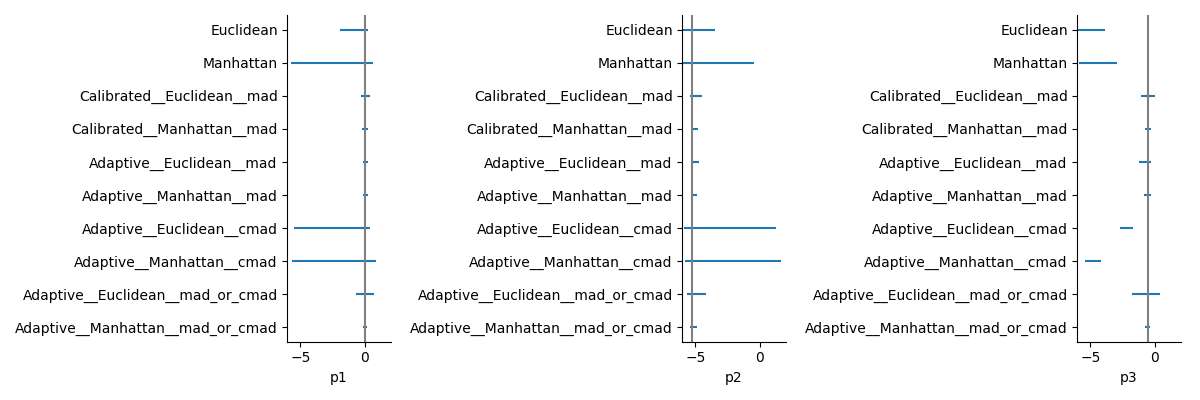 Euclidean
Manhattan
Calibrated__Euclidean__mad
Calibrated__Manhattan__mad
Adaptive__Euclidean__mad
Adaptive__Manhattan__mad
Adaptive__Euclidean__cmad
Adaptive__Manhattan__cmad
Adaptive__Euclidean__mad_or_cmad
Adaptive__Manhattan__mad_or_cmad
−5 0
p1
Euclidean
Manhattan
Calibrated__Euclidean__mad
Calibrated__Manhattan__mad
Adaptive__Euclidean__mad
Adaptive__Manhattan__mad
Adaptive__Euclidean__cmad
Adaptive__Manhattan__cmad
Adaptive__Euclidean__mad_or_cmad
Adaptive__Manhattan__mad_or_cmad
−5 0
p2
Euclidean
Manhattan
Calibrated__Euclidean__mad
Calibrated__Manhattan__mad
Adaptive__Euclidean__mad
Adaptive__Manhattan__mad
Adaptive__Euclidean__cmad
Adaptive__Manhattan__cmad
Adaptive__Euclidean__mad_or_cmad
Adaptive__Manhattan__mad_or_cmad
−5 0
p3